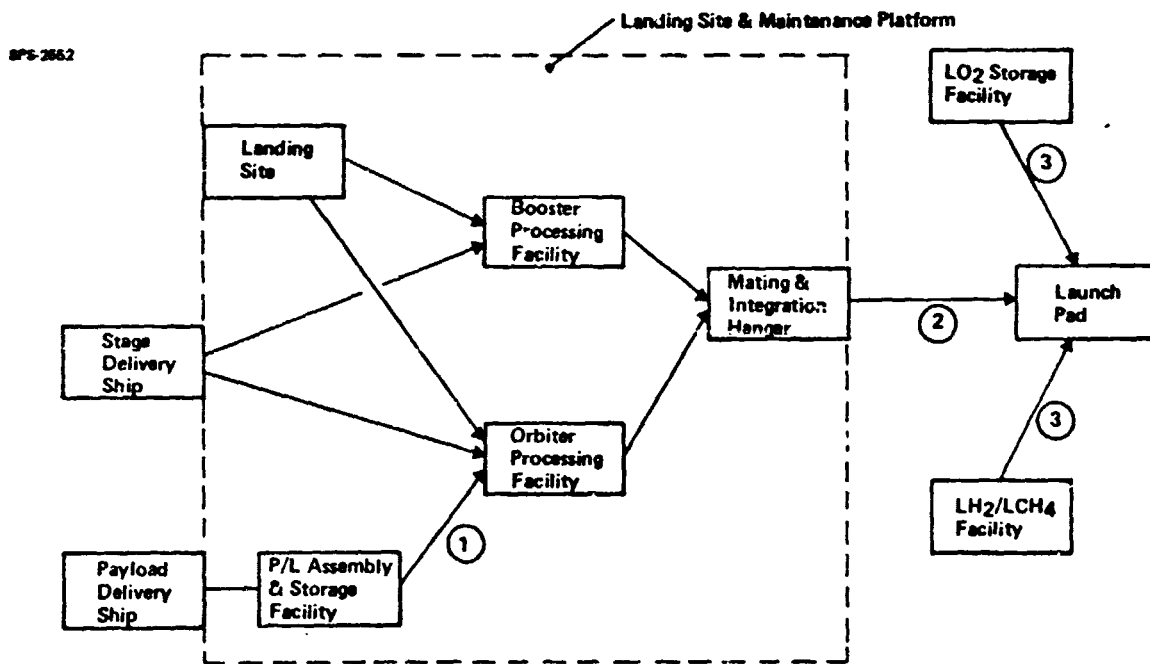 Landing Site & Maintenance Platform
SPS-2662
LO2 Storage
Facility
Landing
Site
3
Booster
Processing
Facility
Mating &
Integration
Hanger
2
Launch
Pad
Stage
Delivery
Ship
Orbiter
Processing
Facility
3
LH2/LCH4
Facility
1
Payload
Delivery
Ship
P/L Assembly
& Storage
Facility